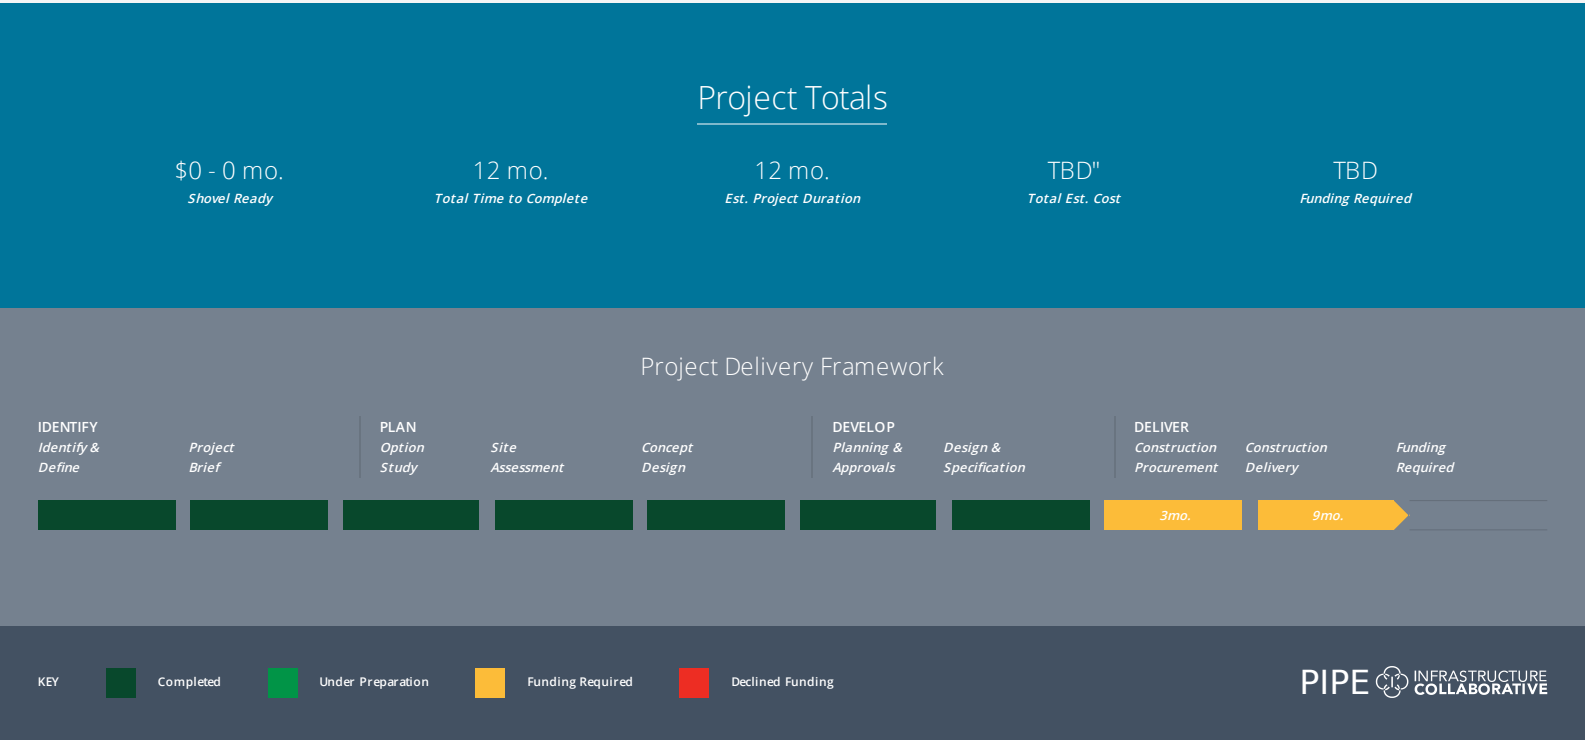 Project Totals
$0 - 0 mo.
Shovel Ready
12 mo.
Total Time to Complete
12 mo.
Est. Project Duration
TBD"
Total Est. Cost
TBD
Funding Required
Project Delivery Framework
IDENTIFY
Identify &
Define
Project
Brief
PLAN
Option
Study
Site
Assessment
Concept
Design
DEVELOP
Planning &
Approvals
Design &
Specification
DELIVER
Construction
Procurement
Construction
Delivery
Funding
Required
3mo.
9mo.
KEY
Completed
Under Preparation
Funding Required
Declined Funding
PIPE
INFRASTRUCTURE
COLLABORATIVE